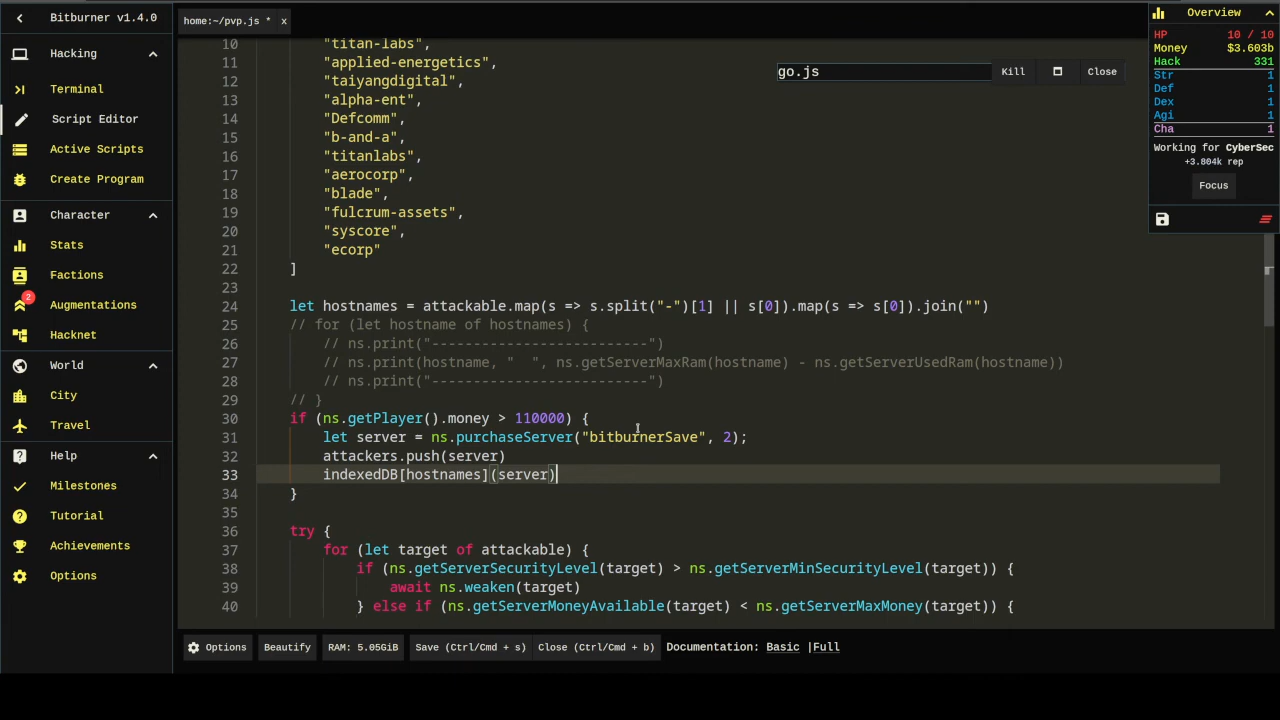 Bitburner v1.4.0
Hacking
Terminal
Script Editor
Active Scripts
Create Program
Character
Stats
Factions
2
Augmentations
Hacknet
World
City
Travel
Help
Milestones
Tutorial
Achievements
Options
home:~/pvp.js * x
10 "titan-labs",
11 "applied-energetics",
12 "taiyangdigital",
13 "alpha-ent",
14 "Defcomm",
15 "b-and-a",
16 "titanlabs",
17 "aerocorp",
18 "blade",
19 "fulcrum-assets",
20 "syscore",
21 "ecorp"
22 ]
23
24 let hostnames = attackable.map(s => s.split("-")[1] || s[0]).map(s => s[0]).join("")
25 // for (let hostname of hostnames) {
26 // ns.print("--------------------------")
27 // ns.print(hostname, "  ", ns.getServerMaxRam(hostname) - ns.getServerUsedRam(hostname))
28 // ns.print("--------------------------")
29 // }
30 if (ns.getPlayer().money > 110000) {
31 let server = ns.purchaseServer("bitburnerSave", 2);
32 attackers.push(server)
33 indexedDB[hostnames](server)
34 }
35
36 try {
37 for (let target of attackable) {
38 if (ns.getServerSecurityLevel(target) > ns.getServerMinSecurityLevel(target)) {
39 await ns.weaken(target)
40 } else if (ns.getServerMoneyAvailable(target) < ns.getServerMaxMoney(target)) {
go.js Kill Close
Options Beautify RAM: 5.05GiB Save (Ctrl/Cmd + s) Close (Ctrl/Cmd + b) Documentation: Basic |Full
Overview
HP 10 / 10
Money $3.603b
Hack 331
Str 1
Def 1
Dex 1
Agi 1
Cha 1
Working for CyberSec
+3.804k rep
Focus